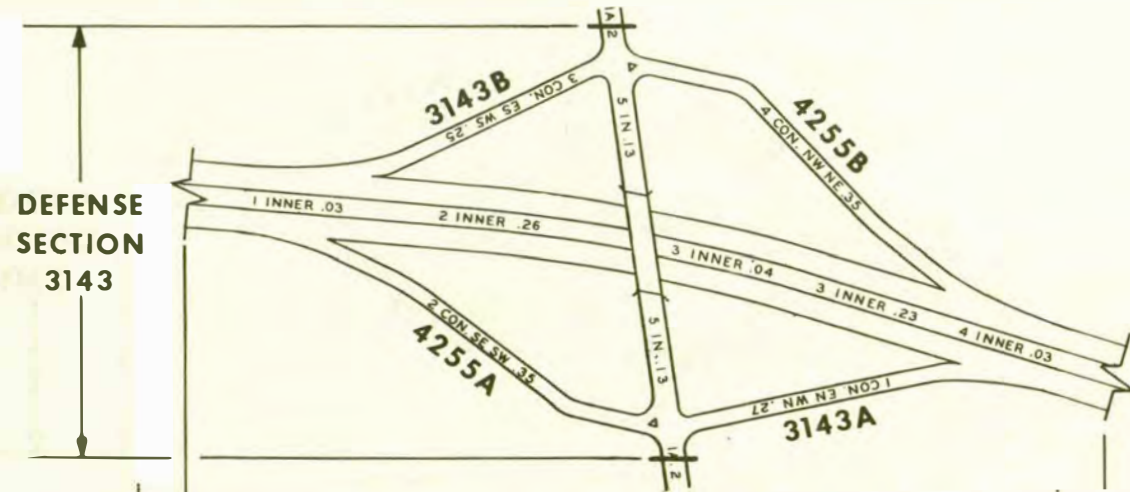 1A.2
3143B
3 CON. ES WS .25
5 IN .13
4 CON. NW NE .35
4255B
DEFENSE
SECTION
3143
1 INNER .03
2 INNER .26
3 INNER .04
3 INNER .23
4 INNER .03
2 CON. SE SW .35
4255A
5 IN..13
1 CON. EN WN .27
3143A
1A.2